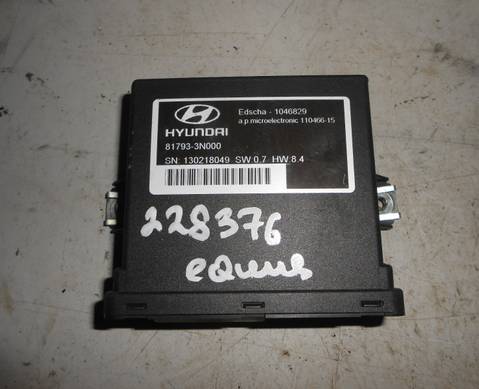 Edscha - 1046829
a.p microelectronic 110466-15
HYUNDAI
81793-3N000
SN: 130218049 SW 0.7 HW 8.4
228376
equus